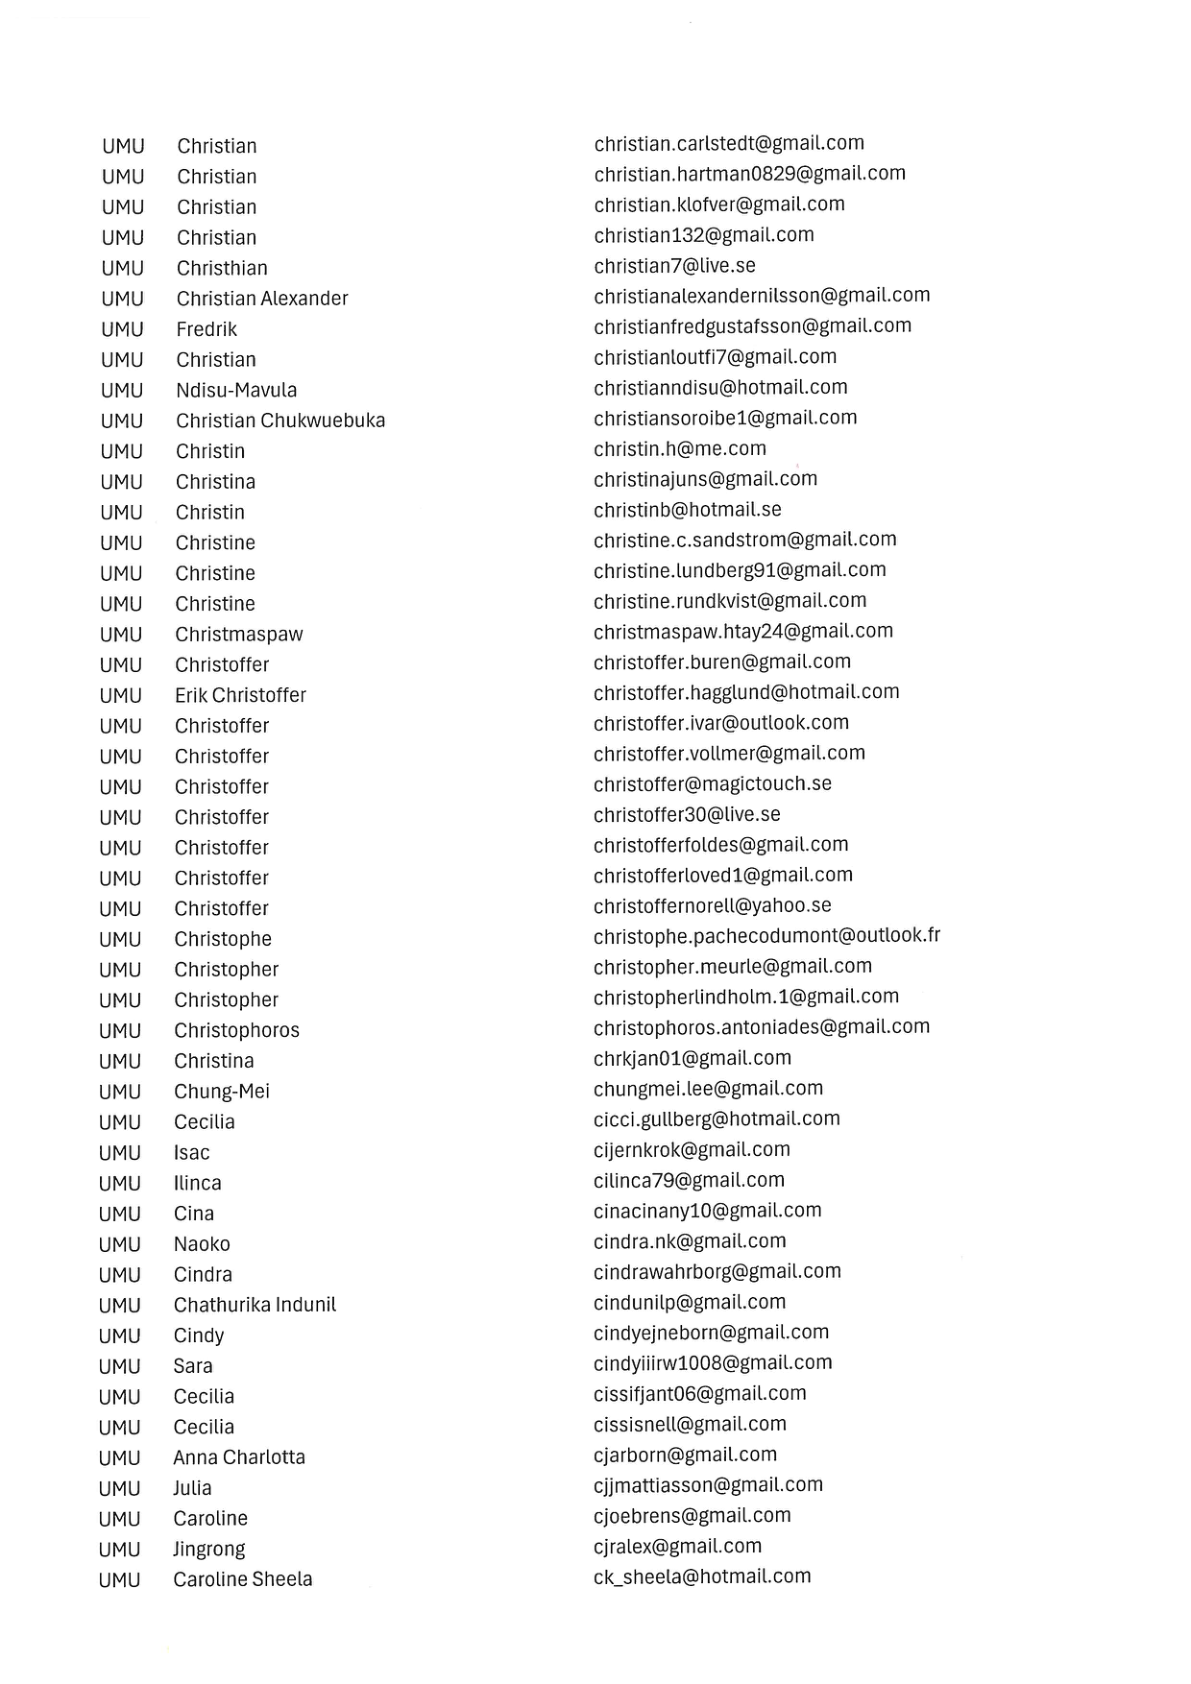 UMU Christian christian.carlstedt@gmail.com
UMU Christian christian.hartman0829@gmail.com
UMU Christian christian.klofver@gmail.com
UMU Christian christian132@gmail.com
UMU Christhian christian7@live.se
UMU Christian Alexander christianalexandernilsson@gmail.com
UMU Fredrik christianfredgustafsson@gmail.com
UMU Christian christianloutfi7@gmail.com
UMU Ndisu-Mavula christianndisu@hotmail.com
UMU Christian Chukwuebuka christiansoroibe1@gmail.com
UMU Christin christin.h@me.com
UMU Christina christinajuns@gmail.com
UMU Christin christinb@hotmail.se
UMU Christine christine.c.sandstrom@gmail.com
UMU Christine christine.lundberg91@gmail.com
UMU Christine christine.rundkvist@gmail.com
UMU Christmaspaw christmaspaw.htay24@gmail.com
UMU Christoffer christoffer.buren@gmail.com
UMU Erik Christoffer christoffer.hagglund@hotmail.com
UMU Christoffer christoffer.ivar@outlook.com
UMU Christoffer christoffer.vollmer@gmail.com
UMU Christoffer christoffer@magictouch.se
UMU Christoffer christoffer30@live.se
UMU Christoffer christofferfoldes@gmail.com
UMU Christoffer christofferloved1@gmail.com
UMU Christoffer christoffernorell@yahoo.se
UMU Christophe christophe.pachecodumont@outlook.fr
UMU Christopher christopher.meurle@gmail.com
UMU Christopher christopherlindholm.1@gmail.com
UMU Christophoros christophoros.antoniades@gmail.com
UMU Christina chrkjan01@gmail.com
UMU Chung-Mei chungmei.lee@gmail.com
UMU Cecilia cicci.gullberg@hotmail.com
UMU Isac cijernkrok@gmail.com
UMU Ilinca cilinca79@gmail.com
UMU Cina cinacinany10@gmail.com
UMU Naoko cindra.nk@gmail.com
UMU Cindra cindrawahrborg@gmail.com
UMU Chathurika Indunil cindunilp@gmail.com
UMU Cindy cindyejneborn@gmail.com
UMU Sara cindyiiirw1008@gmail.com
UMU Cecilia cissifjant06@gmail.com
UMU Cecilia cissisnell@gmail.com
UMU Anna Charlotta cjarborn@gmail.com
UMU Julia cjjmattiasson@gmail.com
UMU Caroline cjoebrens@gmail.com
UMU Jingrong cjralex@gmail.com
UMU Caroline Sheela ck_sheela@hotmail.com